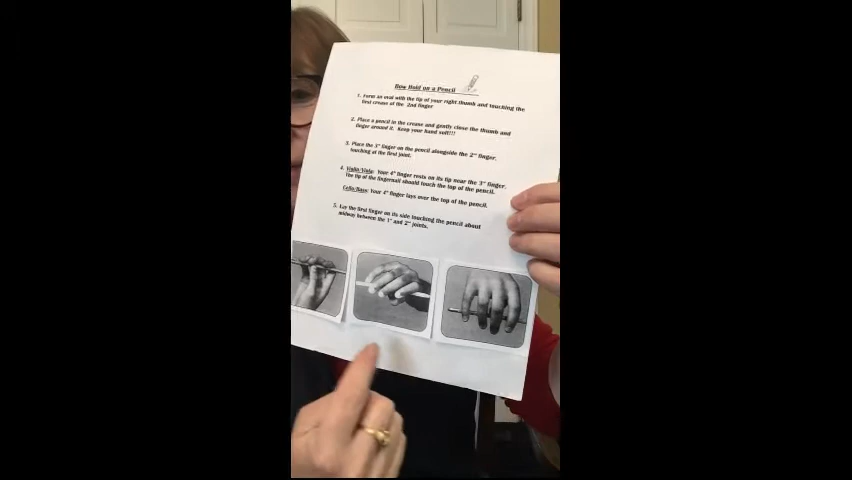 Bow Hold on a Pencil
1. Form an oval with the tip of your right thumb and touching the
first crease of the 2nd finger
2. Place a pencil in the crease and gently close the thumb and
finger around it. Keep your hand soft!!!
3. Place the 3rd finger on the pencil alongside the 2nd finger,
touching at the first joint.
4. Violin/Viola: Your 4th finger rests on its tip near the 3rd finger.
The tip of the fingernail should touch the top of the pencil.
Cello/Bass: Your 4th finger lays over the top of the pencil.
5. Lay the first finger on its side touching the pencil about
midway between the 1st and 2nd joints.